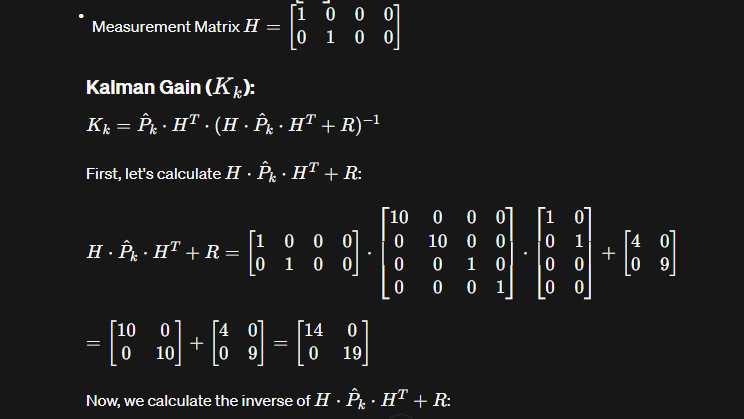 • Measurement Matrix H = [1 0 0 0; 0 1 0 0]
Kalman Gain (K_k):
K_k = P̂_k · H^T · (H · P̂_k · H^T + R)^−1
First, let's calculate H · P̂_k · H^T + R:
H · P̂_k · H^T + R = [1 0 0 0; 0 1 0 0] · [10 0 0 0; 0 10 0 0; 0 0 1 0; 0 0 0 1] · [1 0; 0 1; 0 0; 0 0] + [4 0; 0 9]
= [10 0; 0 10] + [4 0; 0 9] = [14 0; 0 19]
Now, we calculate the inverse of H · P̂_k · H^T + R: